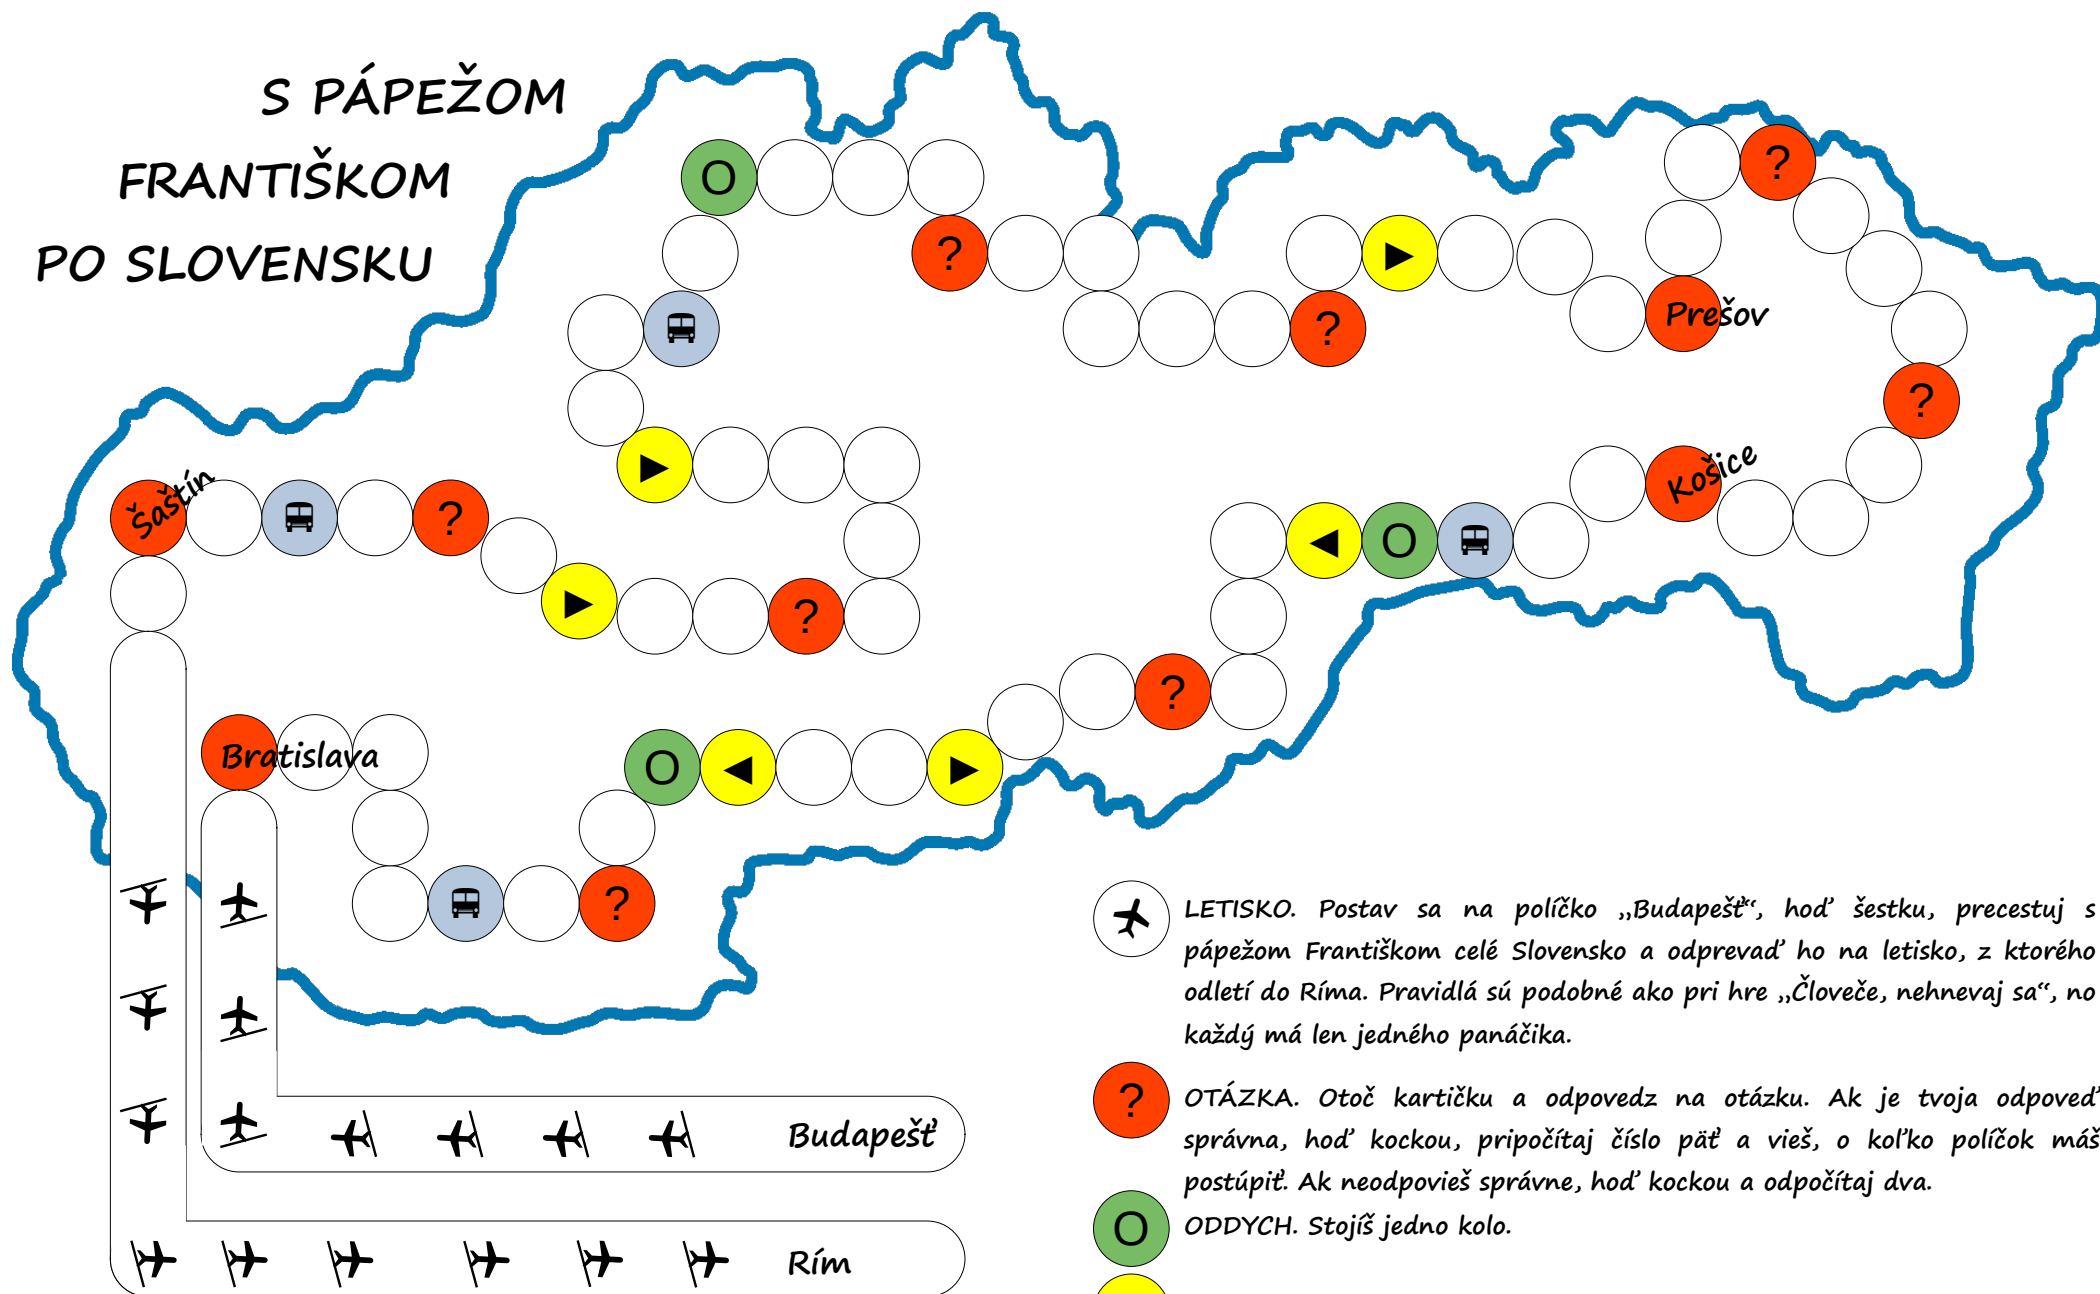 S PÁPEŽOM
FRANTIŠKOM
PO SLOVENSKU
O
?
?
?
?
Prešov
?
Košice
Šaštín
?
?
O
?
Bratislava
O
?
Budapešť
Rím
LETISKO. Postav sa na políčko „Budapešť“, hoď šestku, precestuj s
pápežom Františkom celé Slovensko a odprevaď ho na letisko, z ktorého
odletí do Ríma. Pravidlá sú podobné ako pri hre „Človeče, nehnevaj sa“, no
každý má len jedného panáčika.
?
OTÁZKA. Otoč kartičku a odpovedz na otázku. Ak je tvoja odpoveď
správna, hoď kockou, pripočítaj číslo päť a vieš, o koľko políčok máš
postúpiť. Ak neodpovieš správne, hoď kockou a odpočítaj dva.
O
ODDYCH. Stojíš jedno kolo.